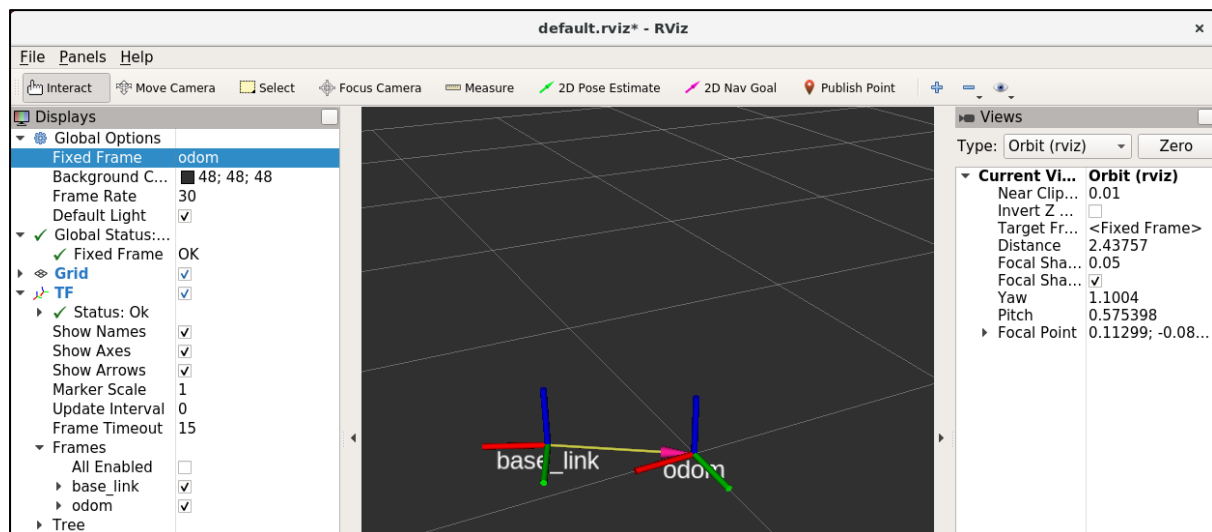 default.rviz* - RViz
File Panels Help
Interact Move Camera Select Focus Camera Measure 2D Pose Estimate 2D Nav Goal Publish Point
Displays
Global Options
Fixed Frame odom
Background C... 48; 48; 48
Frame Rate 30
Default Light
Global Status:...
Fixed Frame OK
Grid
TF
Status: Ok
Show Names
Show Axes
Show Arrows
Marker Scale 1
Update Interval 0
Frame Timeout 15
Frames
All Enabled
base_link
odom
Tree
base_link
odom
Views
Type: Orbit (rviz) Zero
Current Vi... Orbit (rviz)
Near Clip... 0.01
Invert Z ...
Target Fr... <Fixed Frame>
Distance 2.43757
Focal Sha... 0.05
Focal Sha...
Yaw 1.1004
Pitch 0.575398
Focal Point 0.11299; -0.08...